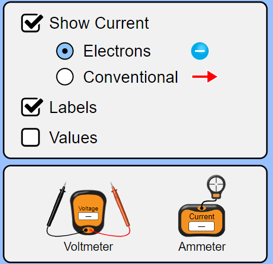 Show Current
Electrons
Conventional
Labels
Values
Voltage
Current
Voltmeter
Ammeter